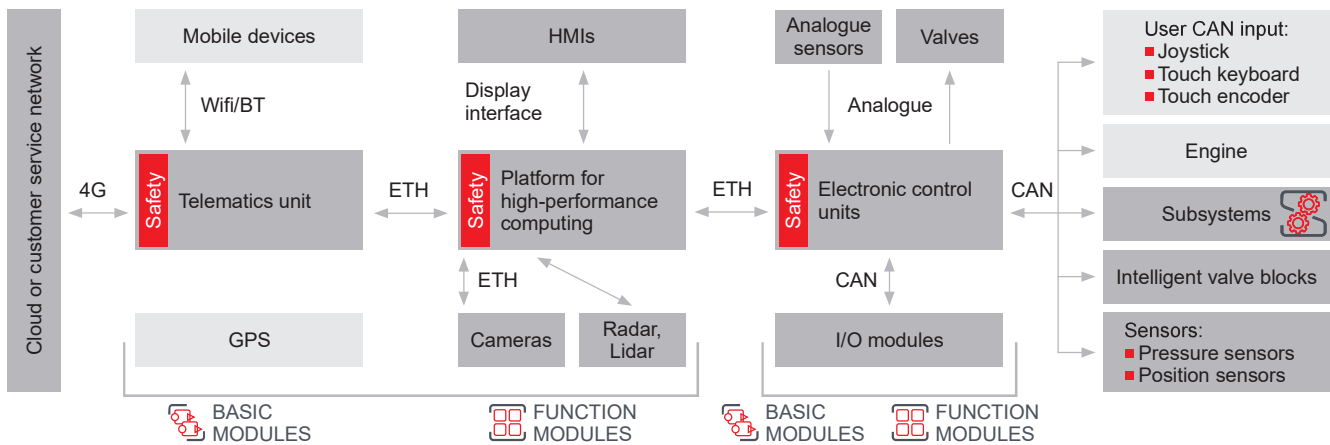 Cloud or customer service network
4G
Mobile devices
Wifi/BT
Safety
Telematics unit
GPS
ETH
HMIs
Display
interface
Safety
Platform for
high-performance
computing
ETH
Cameras
Radar,
Lidar
ETH
Analogue
sensors
Valves
Analogue
Safety
Electronic control
units
CAN
I/O modules
CAN
User CAN input:
Joystick
Touch keyboard
Touch encoder
Engine
Subsystems
Intelligent valve blocks
Sensors:
Pressure sensors
Position sensors
BASIC
MODULES
FUNCTION
MODULES
BASIC
MODULES
FUNCTION
MODULES